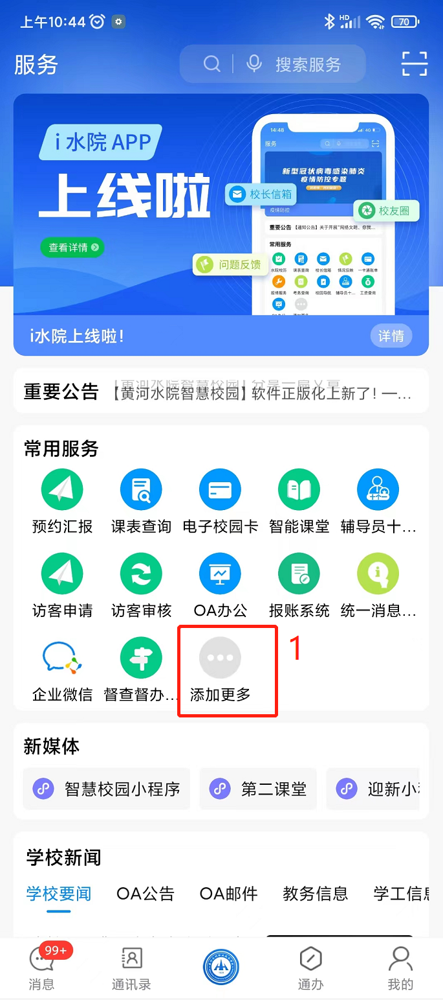 上午10:44
HD
70
服务
搜索服务
i 水院 APP
上线啦
查看详情
14:48
4G
服务
新型冠状病毒感染肺炎
疫情防控专题
校长信箱
疫情防控
校友圈
重要公告 【通知公告】关于开展“网络文明，你我...
常用服务
问题反馈
水院校历 课表查询 校长信箱 情况反映 一卡通账单
报修服务 考务查询 校园导航 辅导员十... 工资查询
i水院上线啦！
详情
重要公告
【黄河水院智慧校园】软件正版化上新了！一...
常用服务
预约汇报 课表查询 电子校园卡 智能课堂 辅导员十...
访客申请 访客审核 OA办公 报账系统 统一消息...
企业微信 督查督办... 添加更多
1
新媒体
智慧校园小程序 第二课堂 迎新小
学校新闻
学校要闻 OA公告 OA邮件 教务信息 学工信息
99+
消息 通讯录 通办 我的